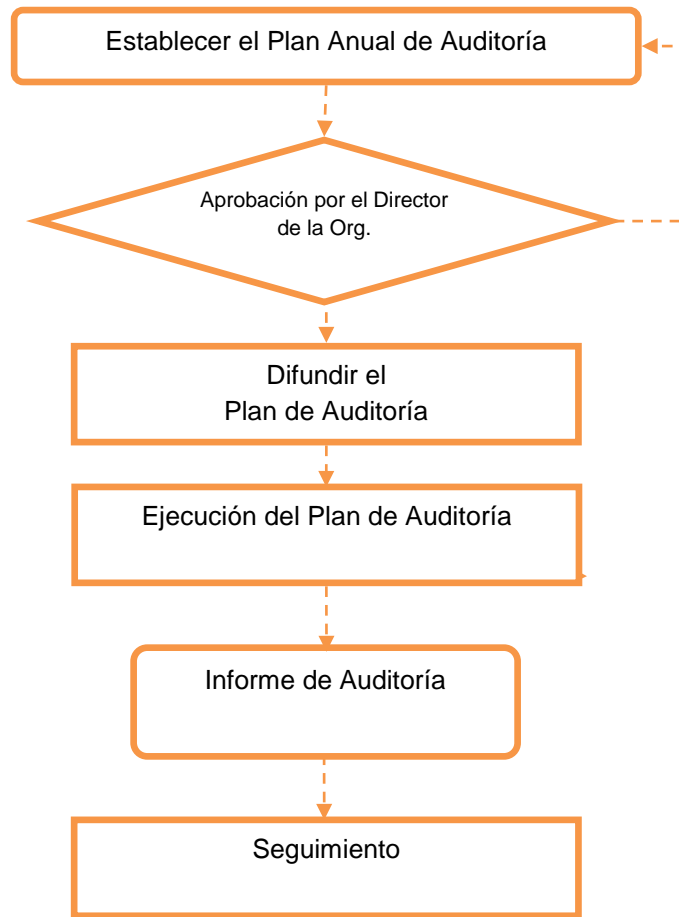 Establecer el Plan Anual de Auditoría
Aprobación por el Director
de la Org.
Difundir el
Plan de Auditoría
Ejecución del Plan de Auditoría
Informe de Auditoría
Seguimiento